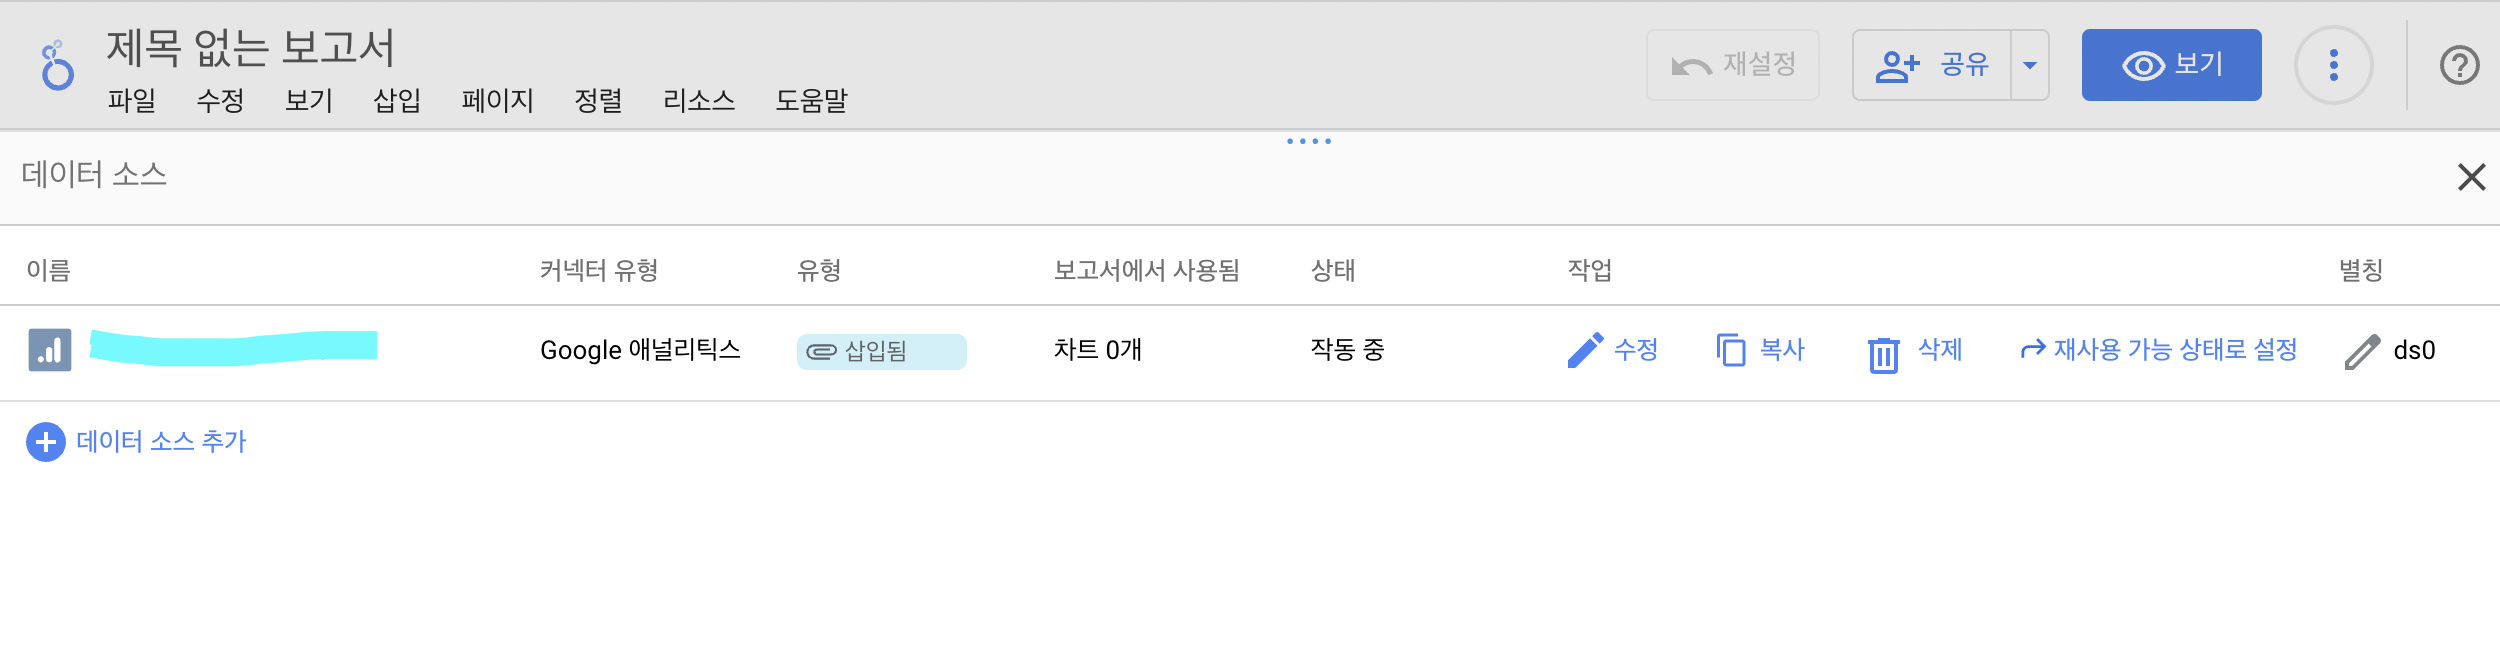 제목 없는 보고서
파일 수정 보기 삽입 페이지 정렬 리소스 도움말
재설정 공유 보기
데이터 소스
이름 커넥터 유형 유형 보고서에서 사용됨 상태 작업 별칭
Google 애널리틱스 삽입됨 차트 0개 작동 중 수정 복사 삭제 재사용 가능 상태로 설정 ds0
데이터 소스 추가